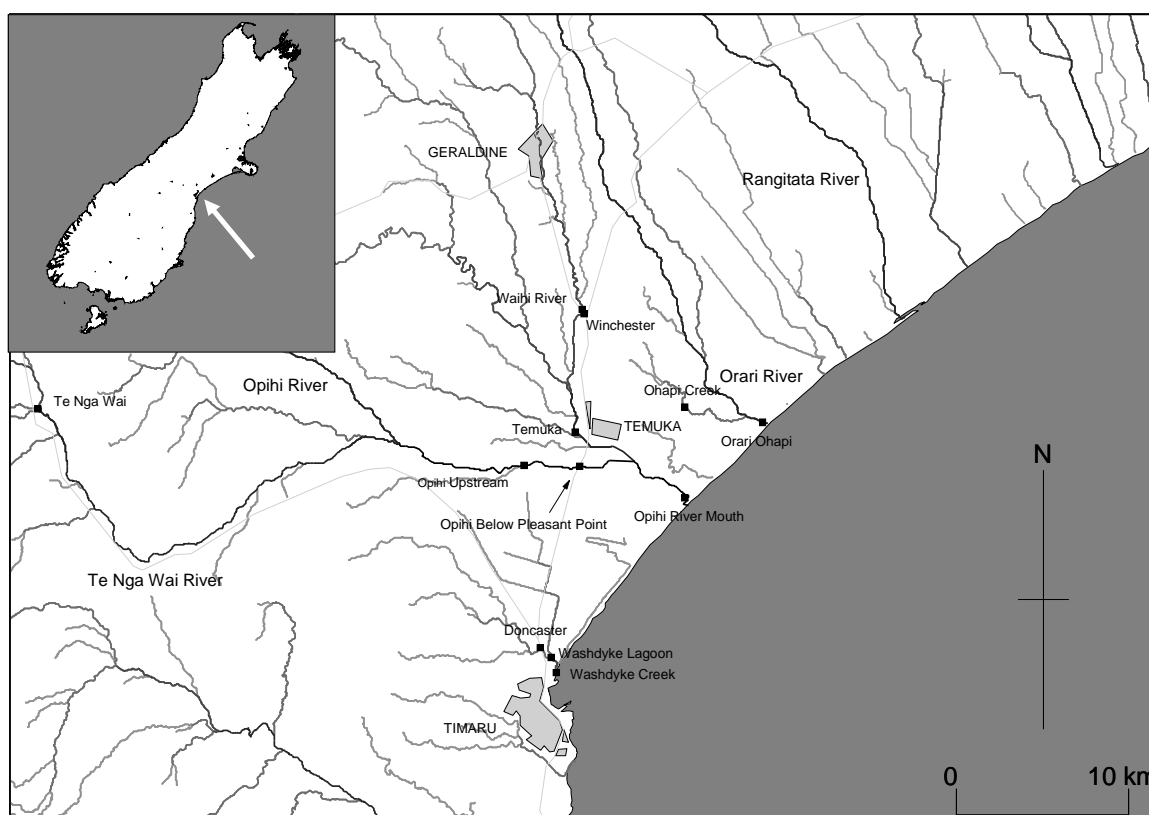 GERALDINE
Rangitata River
Waihi River
Winchester
Opihi River
Orari River
Ohapi Creek
Te Nga Wai
Temuka
TEMUKA
Orari Ohapi
N
Opihi Upstream
Opihi Below Pleasant Point
Opihi River Mouth
Te Nga Wai River
Doncaster
Washdyke Lagoon
Washdyke Creek
TIMARU
0
10 km